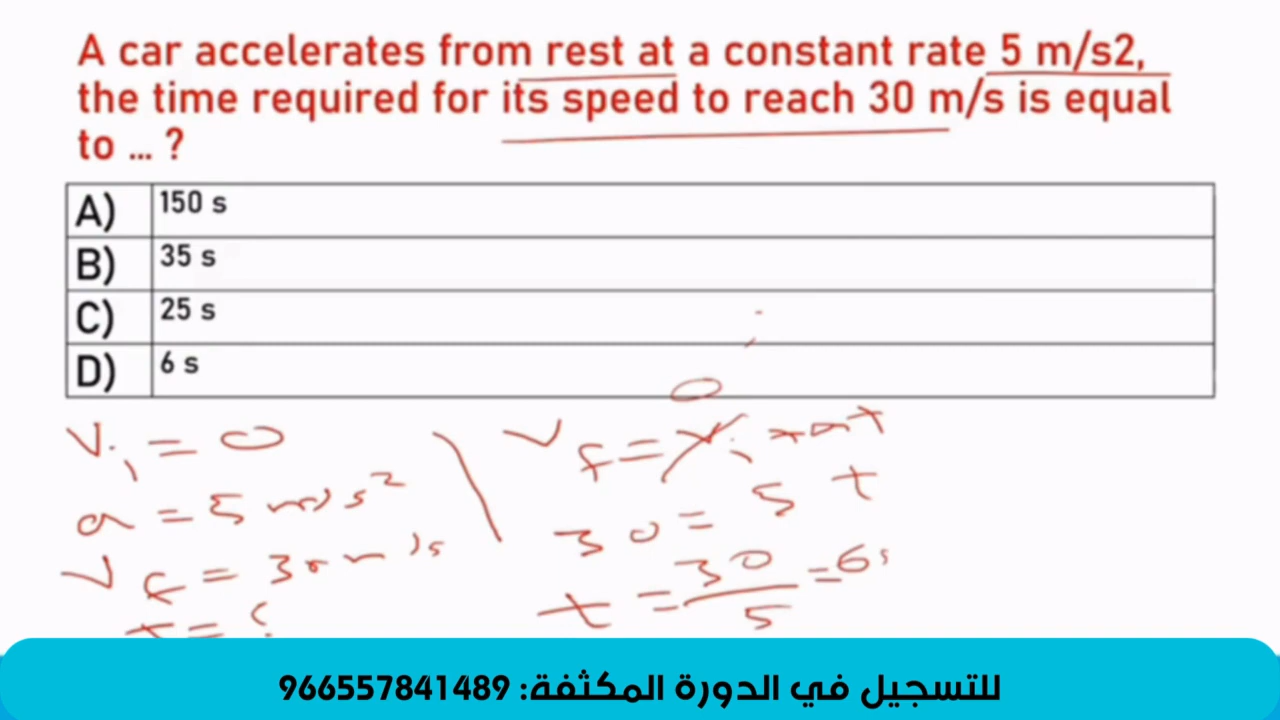 A car accelerates from rest at a constant rate 5 m/s2,
the time required for its speed to reach 30 m/s is equal
to ... ?
A) 150 s
B) 35 s
C) 25 s
D) 6 s
Vi = 0
a = 5 m/s²
Vf = 30 m/s
t = ?
0
Vf = Vi + at
30 = 5 t
t = 30/5 = 6s
للتسجيل في الدورة المكثفة: 966557841489